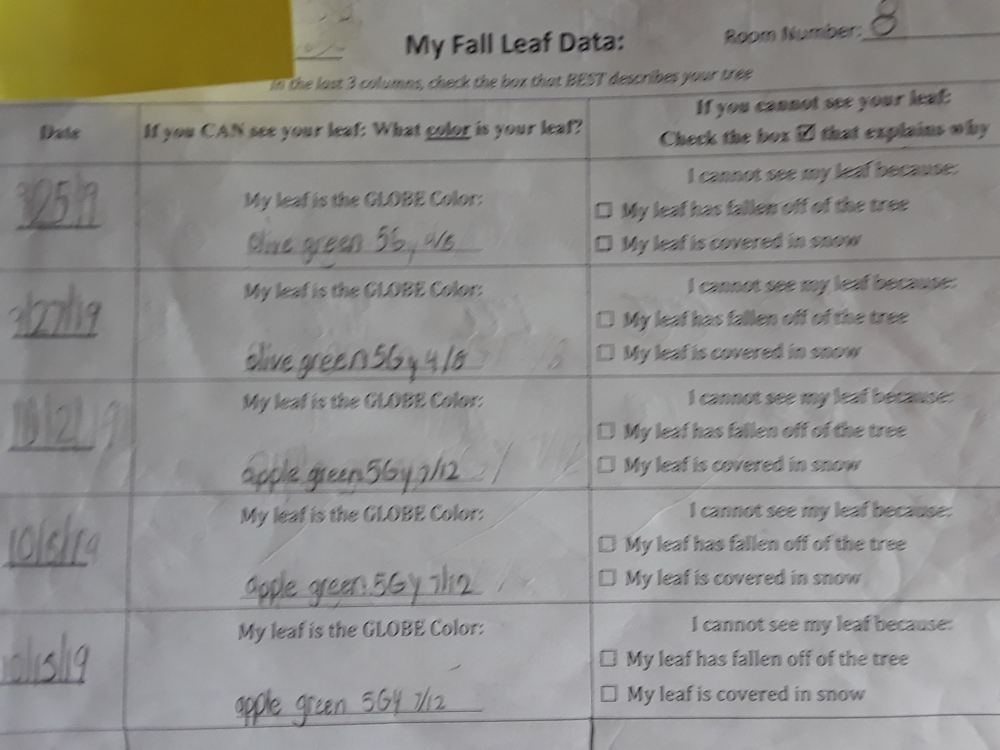 My Fall Leaf Data:
Room Number: 8
In the last 3 columns, check the box that BEST describes your tree
Date
If you CAN see your leaf: What color is your leaf?
If you cannot see your leaf:
Check the box ☑ that explains why
/25/19
My leaf is the GLOBE Color:
olive green 5Gy 4/8
I cannot see my leaf because:
☐ My leaf has fallen off of the tree
☐ My leaf is covered in snow
/27/19
My leaf is the GLOBE Color:
olive green 5Gy 4/8
I cannot see my leaf because:
☐ My leaf has fallen off of the tree
☐ My leaf is covered in snow
10/2/19
My leaf is the GLOBE Color:
apple green 5Gy 7/12
I cannot see my leaf because:
☐ My leaf has fallen off of the tree
☐ My leaf is covered in snow
My leaf is the GLOBE Color:
apple green 5Gy 7/12
I cannot see my leaf because:
☐ My leaf has fallen off of the tree
☐ My leaf is covered in snow
10/15/19
My leaf is the GLOBE Color:
apple green 5GY 7/12
I cannot see my leaf because:
☐ My leaf has fallen off of the tree
☐ My leaf is covered in snow